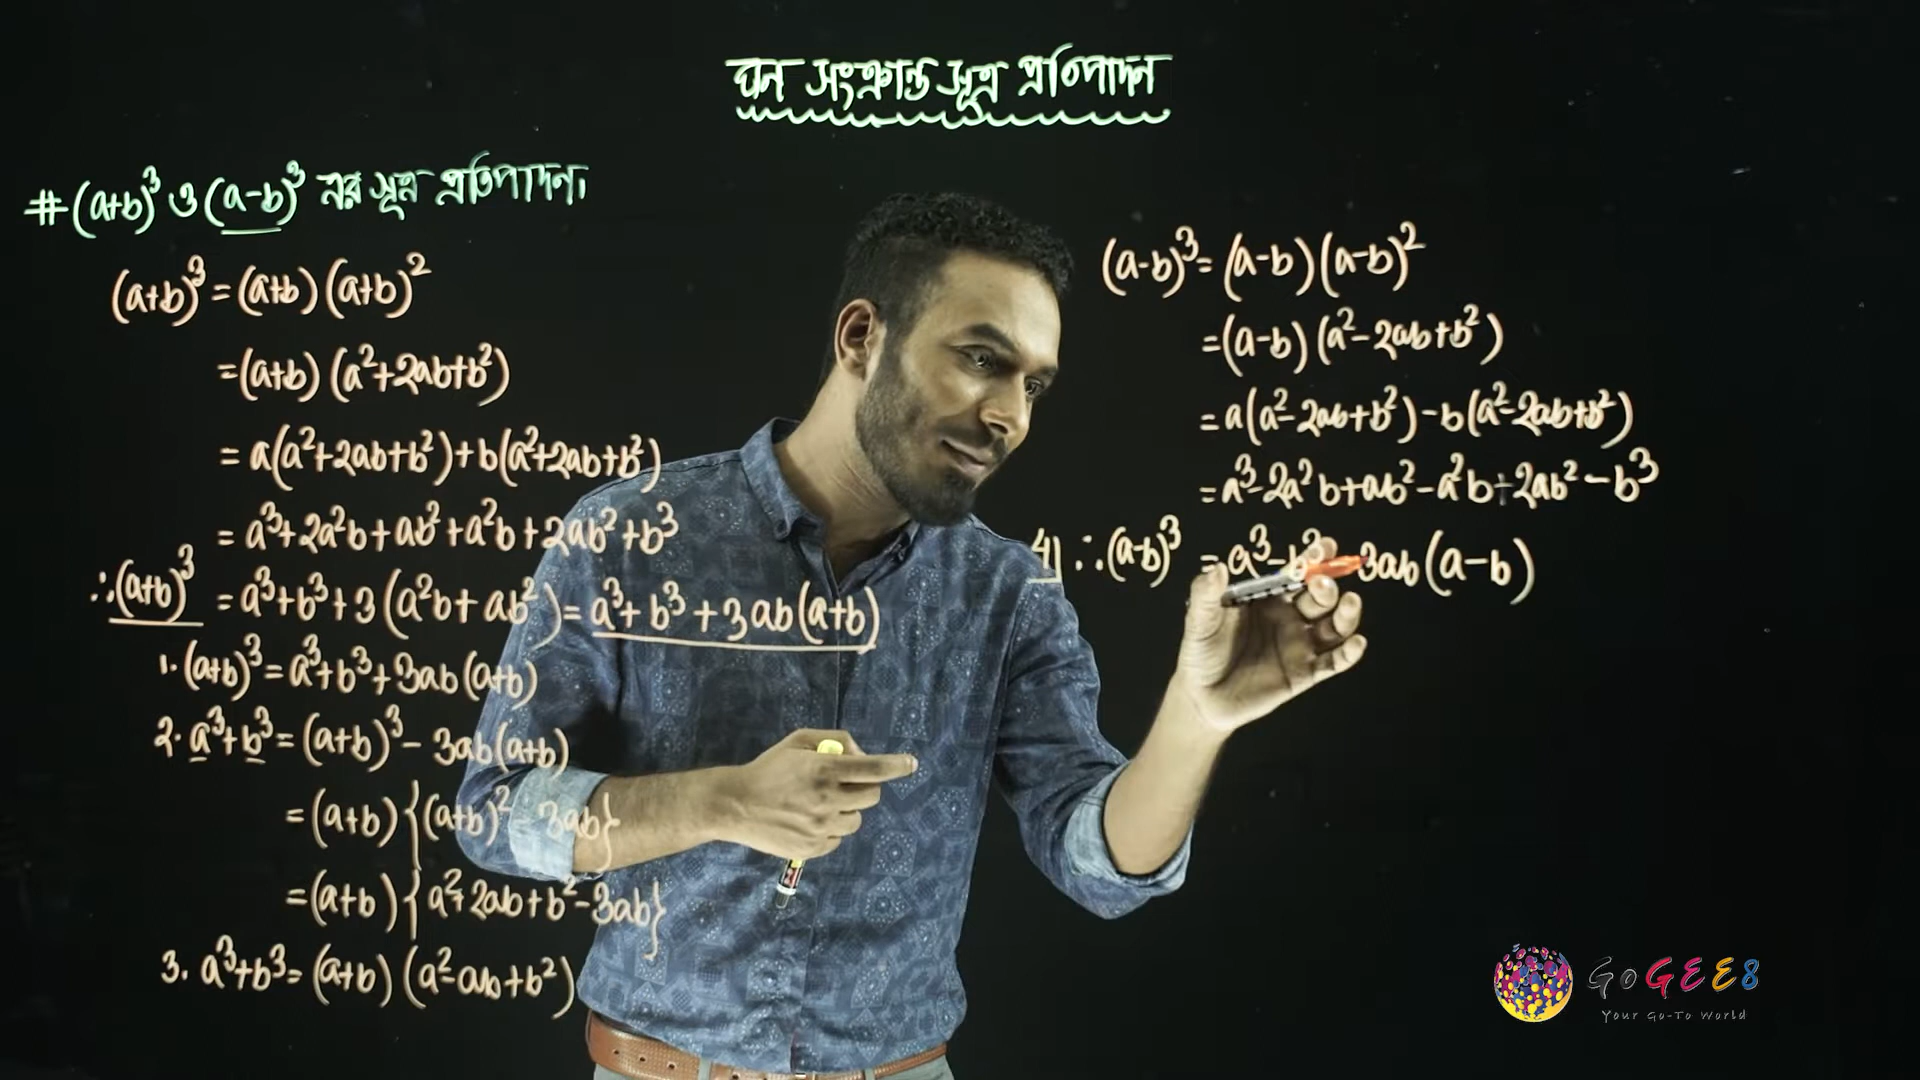 ঘন সংক্রান্ত সূত্র প্রতিপাদন
# (a+b)³ ও (a-b)³ এর সূত্র প্রতিপাদন।
(a+b)³ = (a+b) (a+b)²
= (a+b) (a²+2ab+b²)
= a(a²+2ab+b²)+b(a²+2ab+b²)
= a³+2a²b+ab²+a²b+2ab²+b³
∴(a+b)³ = a³+b³+3(a²b+ab²)= a³+b³+3ab(a+b)
1. (a+b)³ = a³+b³+3ab(a+b)
2. a³+b³ = (a+b)³- 3ab(a+b)
= (a+b) {(a+b)² - 3ab}
= (a+b) {a²+2ab+b²-3ab}
3. a³+b³ = (a+b) (a²-ab+b²)
(a-b)³ = (a-b) (a-b)²
= (a-b) (a²-2ab+b²)
= a(a²-2ab+b²)-b(a²-2ab+b²)
= a³-2a²b+ab²-a²b+2ab²-b³
4) ∴(a-b)³ = a³-b³ 3ab(a-b)
GOGEE8
Your Go-To World